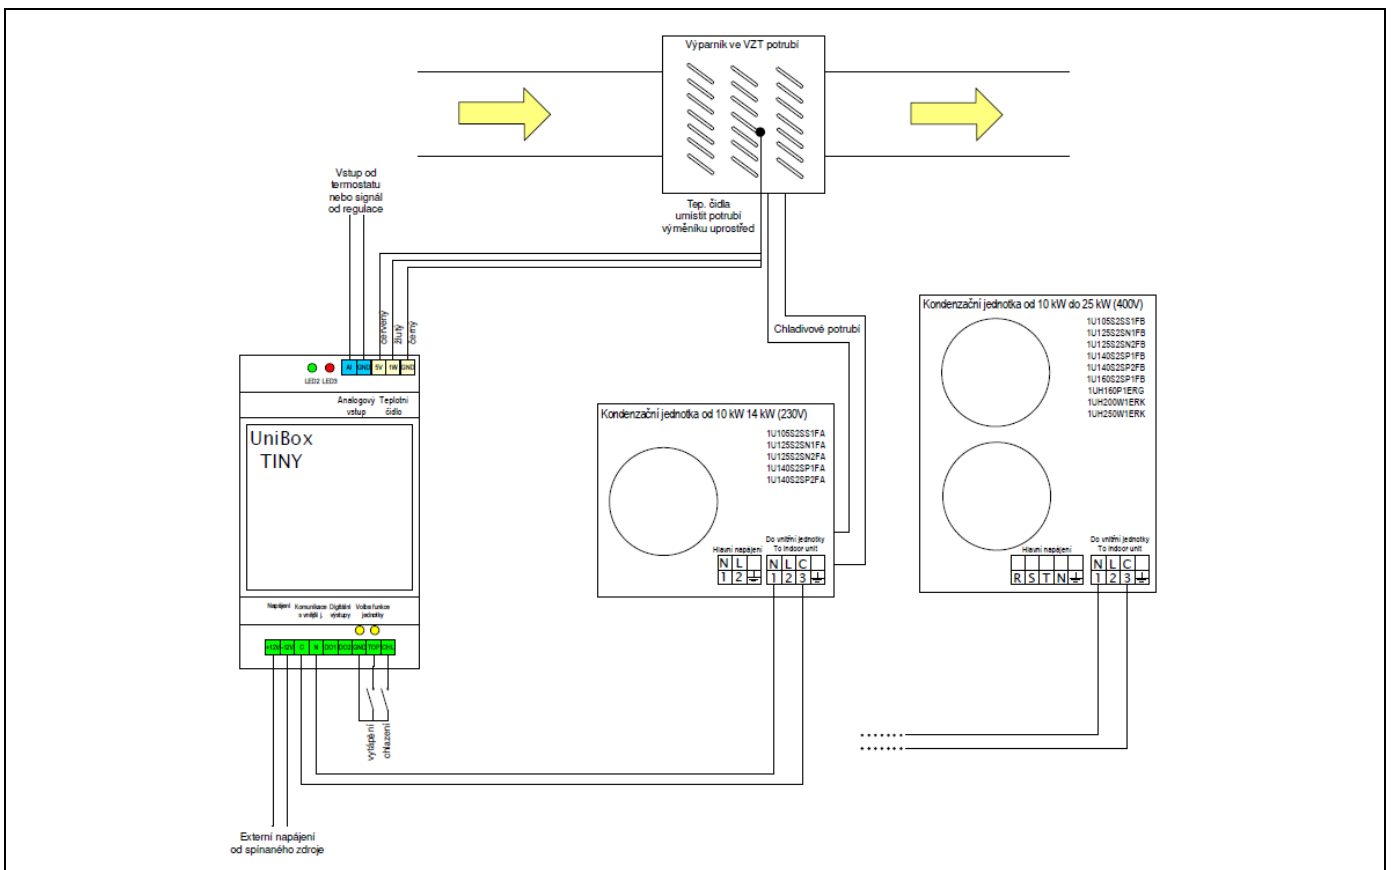 Výparník ve VZT potrubí
Vstup od
termostatu
nebo signál
od regulace
Tep. čidla
umístit potrubí
výměníku uprostřed
Chladivové potrubí
červený
žlutý
černý
LED2 LED3
AI GND 5V 1W GND
Analogový Teplotní
vstup čidlo
UniBox
TINY
Napájení Komunikace Digitální Volba funkce
s vnější j. výstupy jednotky
+12V -12V C N DO1 DO2 GND TOP CHL
vytápění
chlazení
Externí napájení
od spínaného zdroje
Kondenzační jednotka od 10 kW 14 kW (230V)
1U105S2SS1FA
1U125S2SN1FA
1U125S2SN2FA
1U140S2SP1FA
1U140S2SP2FA
Hlavní napájení
N L
1 2
Do vnitřní jednotky
To indoor unit
N L C
1 2 3
Kondenzační jednotka od 10 kW do 25 kW (400V)
1U105S2SS1FB
1U125S2SN1FB
1U125S2SN2FB
1U140S2SP1FB
1U140S2SP2FB
1U160S2SP1FB
1UH160P1ERG
1UH200W1ERK
1UH250W1ERK
Hlavní napájení
R S T N
Do vnitřní jednotky
To indoor unit
N L C
1 2 3